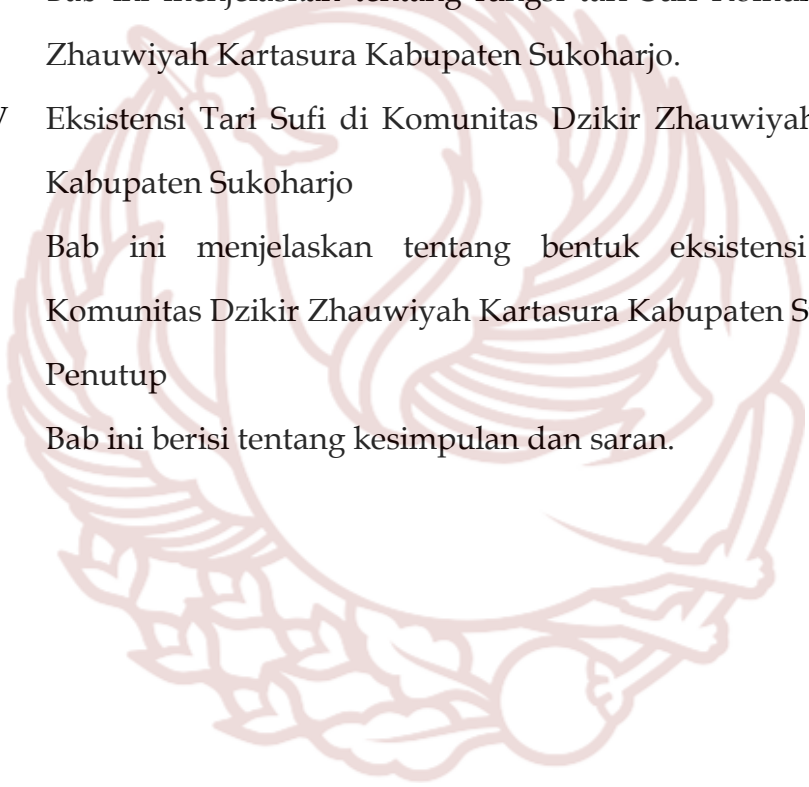 Zhauwiyah Kartasura Kabupaten Sukoharjo.
Eksistensi Tari Sufi di Komunitas Dzikir Zhauwiyah
Kabupaten Sukoharjo
Bab ini menjelaskan tentang bentuk eksistensi
Komunitas Dzikir Zhauwiyah Kartasura Kabupaten
Penutup
Bab ini berisi tentang kesimpulan dan saran.